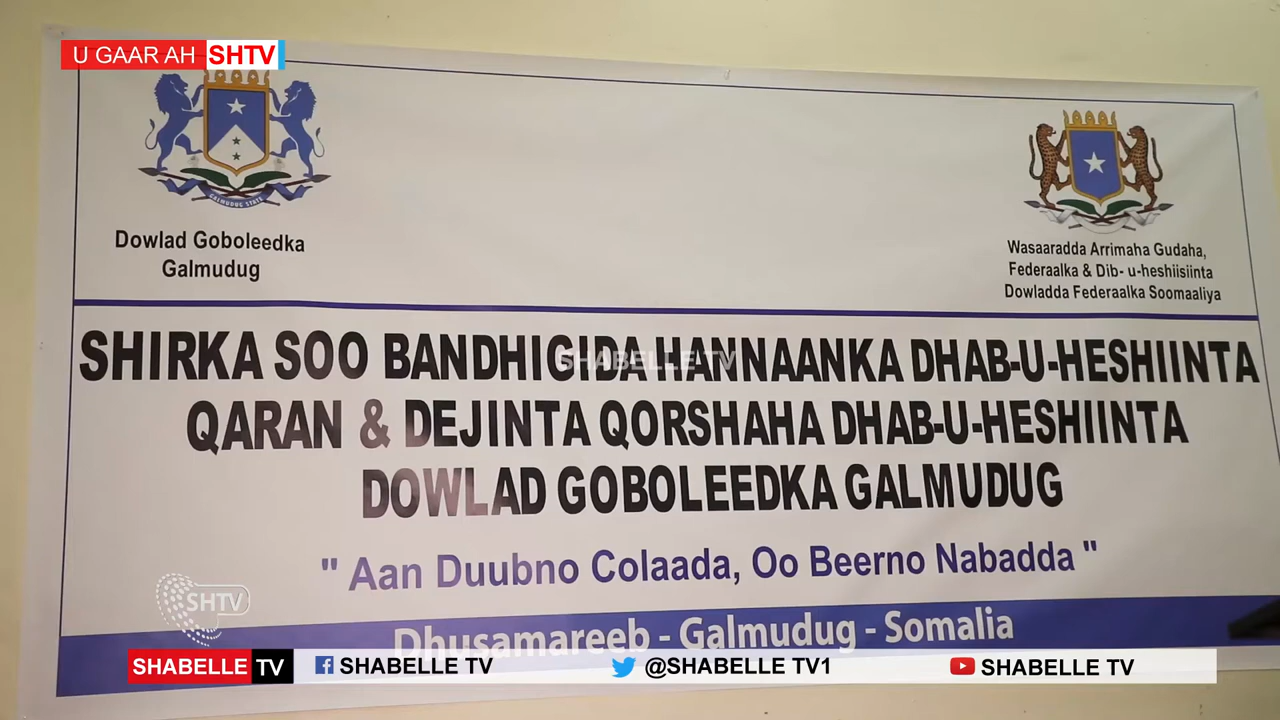 U GAAR AH SHTV
GALMUDUG STATE
Dowlad Goboleedka
Galmudug
Wasaaradda Arrimaha Gudaha,
Federaalka & Dib- u-heshiisiinta
Dowladda Federaalka Soomaaliya
SHIRKA SOO BANDHIGIDA HANNAANKA DHAB-U-HESHIINTA
SHABELLE TV
QARAN & DEJINTA QORSHAHA DHAB-U-HESHIINTA
DOWLAD GOBOLEEDKA GALMUDUG
" Aan Duubno Colaada, Oo Beerno Nabadda "
SHTV
Dhusamareeb - Galmudug - Somalia
SHABELLE TV SHABELLE TV @SHABELLE TV1 SHABELLE TV